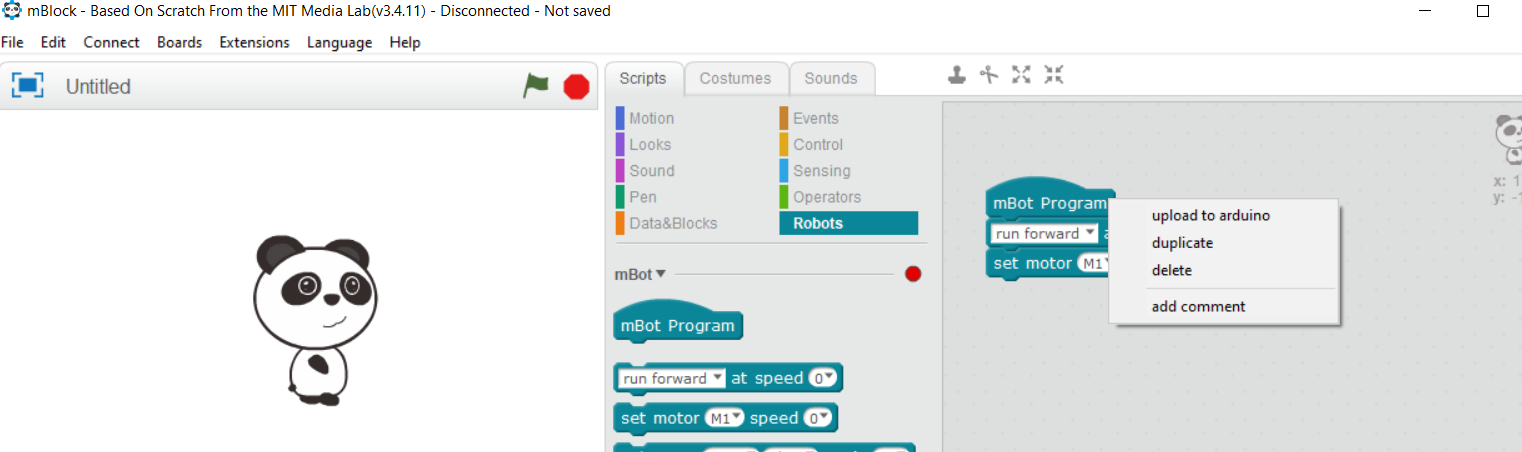 mBlock - Based On Scratch From the MIT Media Lab(v3.4.11) - Disconnected - Not saved
File Edit Connect Boards Extensions Language Help
Untitled
Scripts Costumes Sounds
Motion Events
Looks Control
Sound Sensing
Pen Operators
Data&Blocks Robots
mBot
mBot Program
run forward at speed 0
set motor M1 speed 0
mBot Program
run forward
set motor M1
upload to arduino
duplicate
delete
add comment
x: 1
y: -1